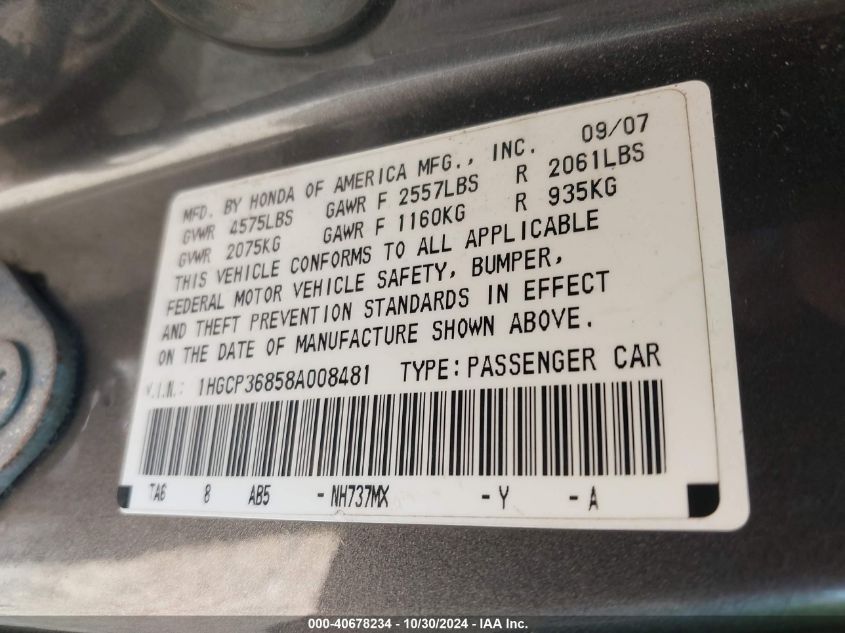 MFD. BY HONDA OF AMERICA MFG., INC. 09/07
GVWR 4575LBS GAWR F 2557LBS R 2061LBS
GVWR 2075KG GAWR F 1160KG R 935KG
THIS VEHICLE CONFORMS TO ALL APPLICABLE
FEDERAL MOTOR VEHICLE SAFETY, BUMPER,
AND THEFT PREVENTION STANDARDS IN EFFECT
ON THE DATE OF MANUFACTURE SHOWN ABOVE.
V.I.N.: 1HGCP36858A008481 TYPE: PASSENGER CAR
TA6 8 AB5 - NH737MX - Y - A
000-40678234 - 10/30/2024 - IAA Inc.